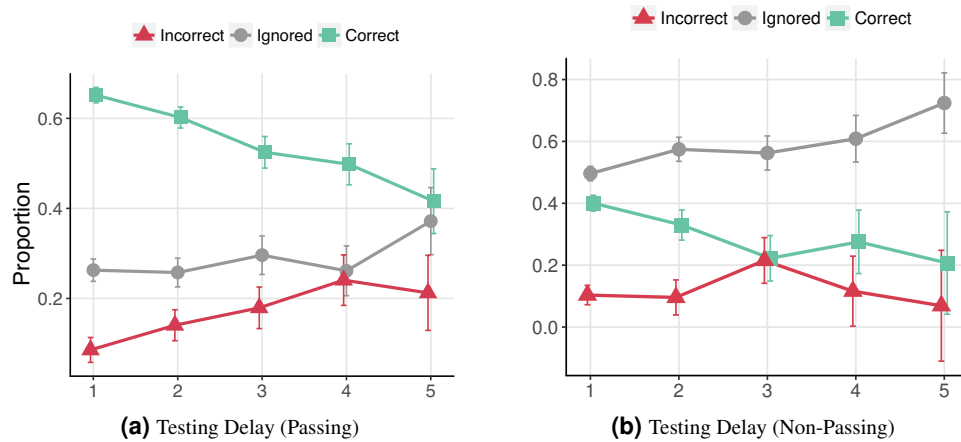 Incorrect Ignored Correct
0.6
0.4
0.2
Proportion
1 2 3 4 5
(a) Testing Delay (Passing)
Incorrect Ignored Correct
0.8
0.6
0.4
0.2
0.0
1 2 3 4 5
(b) Testing Delay (Non-Passing)